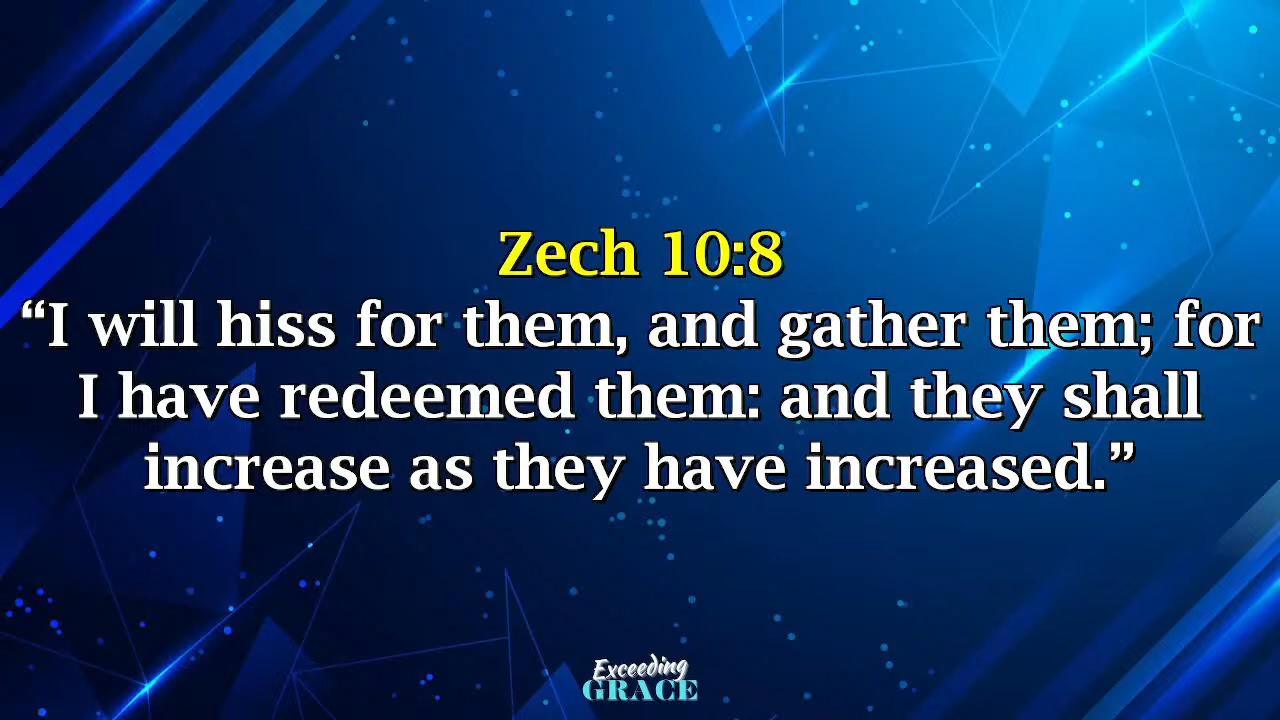 Zech 10:8
“I will hiss for them, and gather them; for
I have redeemed them: and they shall
increase as they have increased.”
Exceeding
GRACE